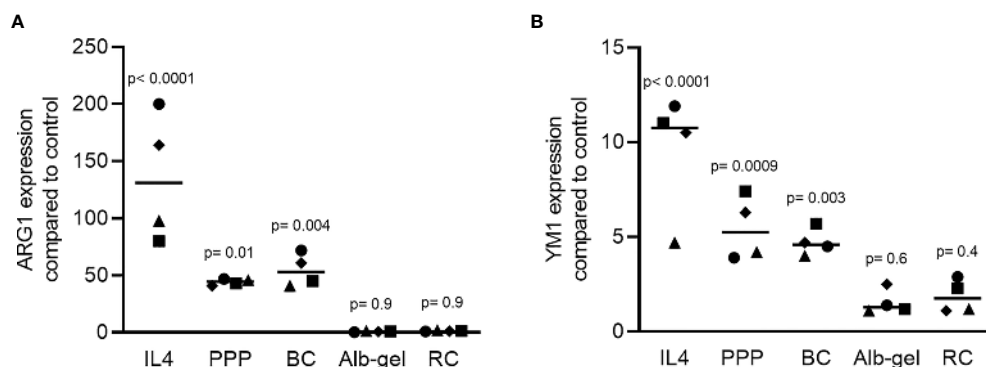 A
ARG1 expression
compared to control
250
200
150
100
50
0
p< 0.0001
p= 0.01
p= 0.004
p= 0.9
p= 0.9
IL4
PPP
BC
Alb-gel
RC
B
YM1 expression
compared to control
15
10
5
0
p< 0.0001
p= 0.0009
p= 0.003
p= 0.6
p= 0.4
IL4
PPP
BC
Alb-gel
RC